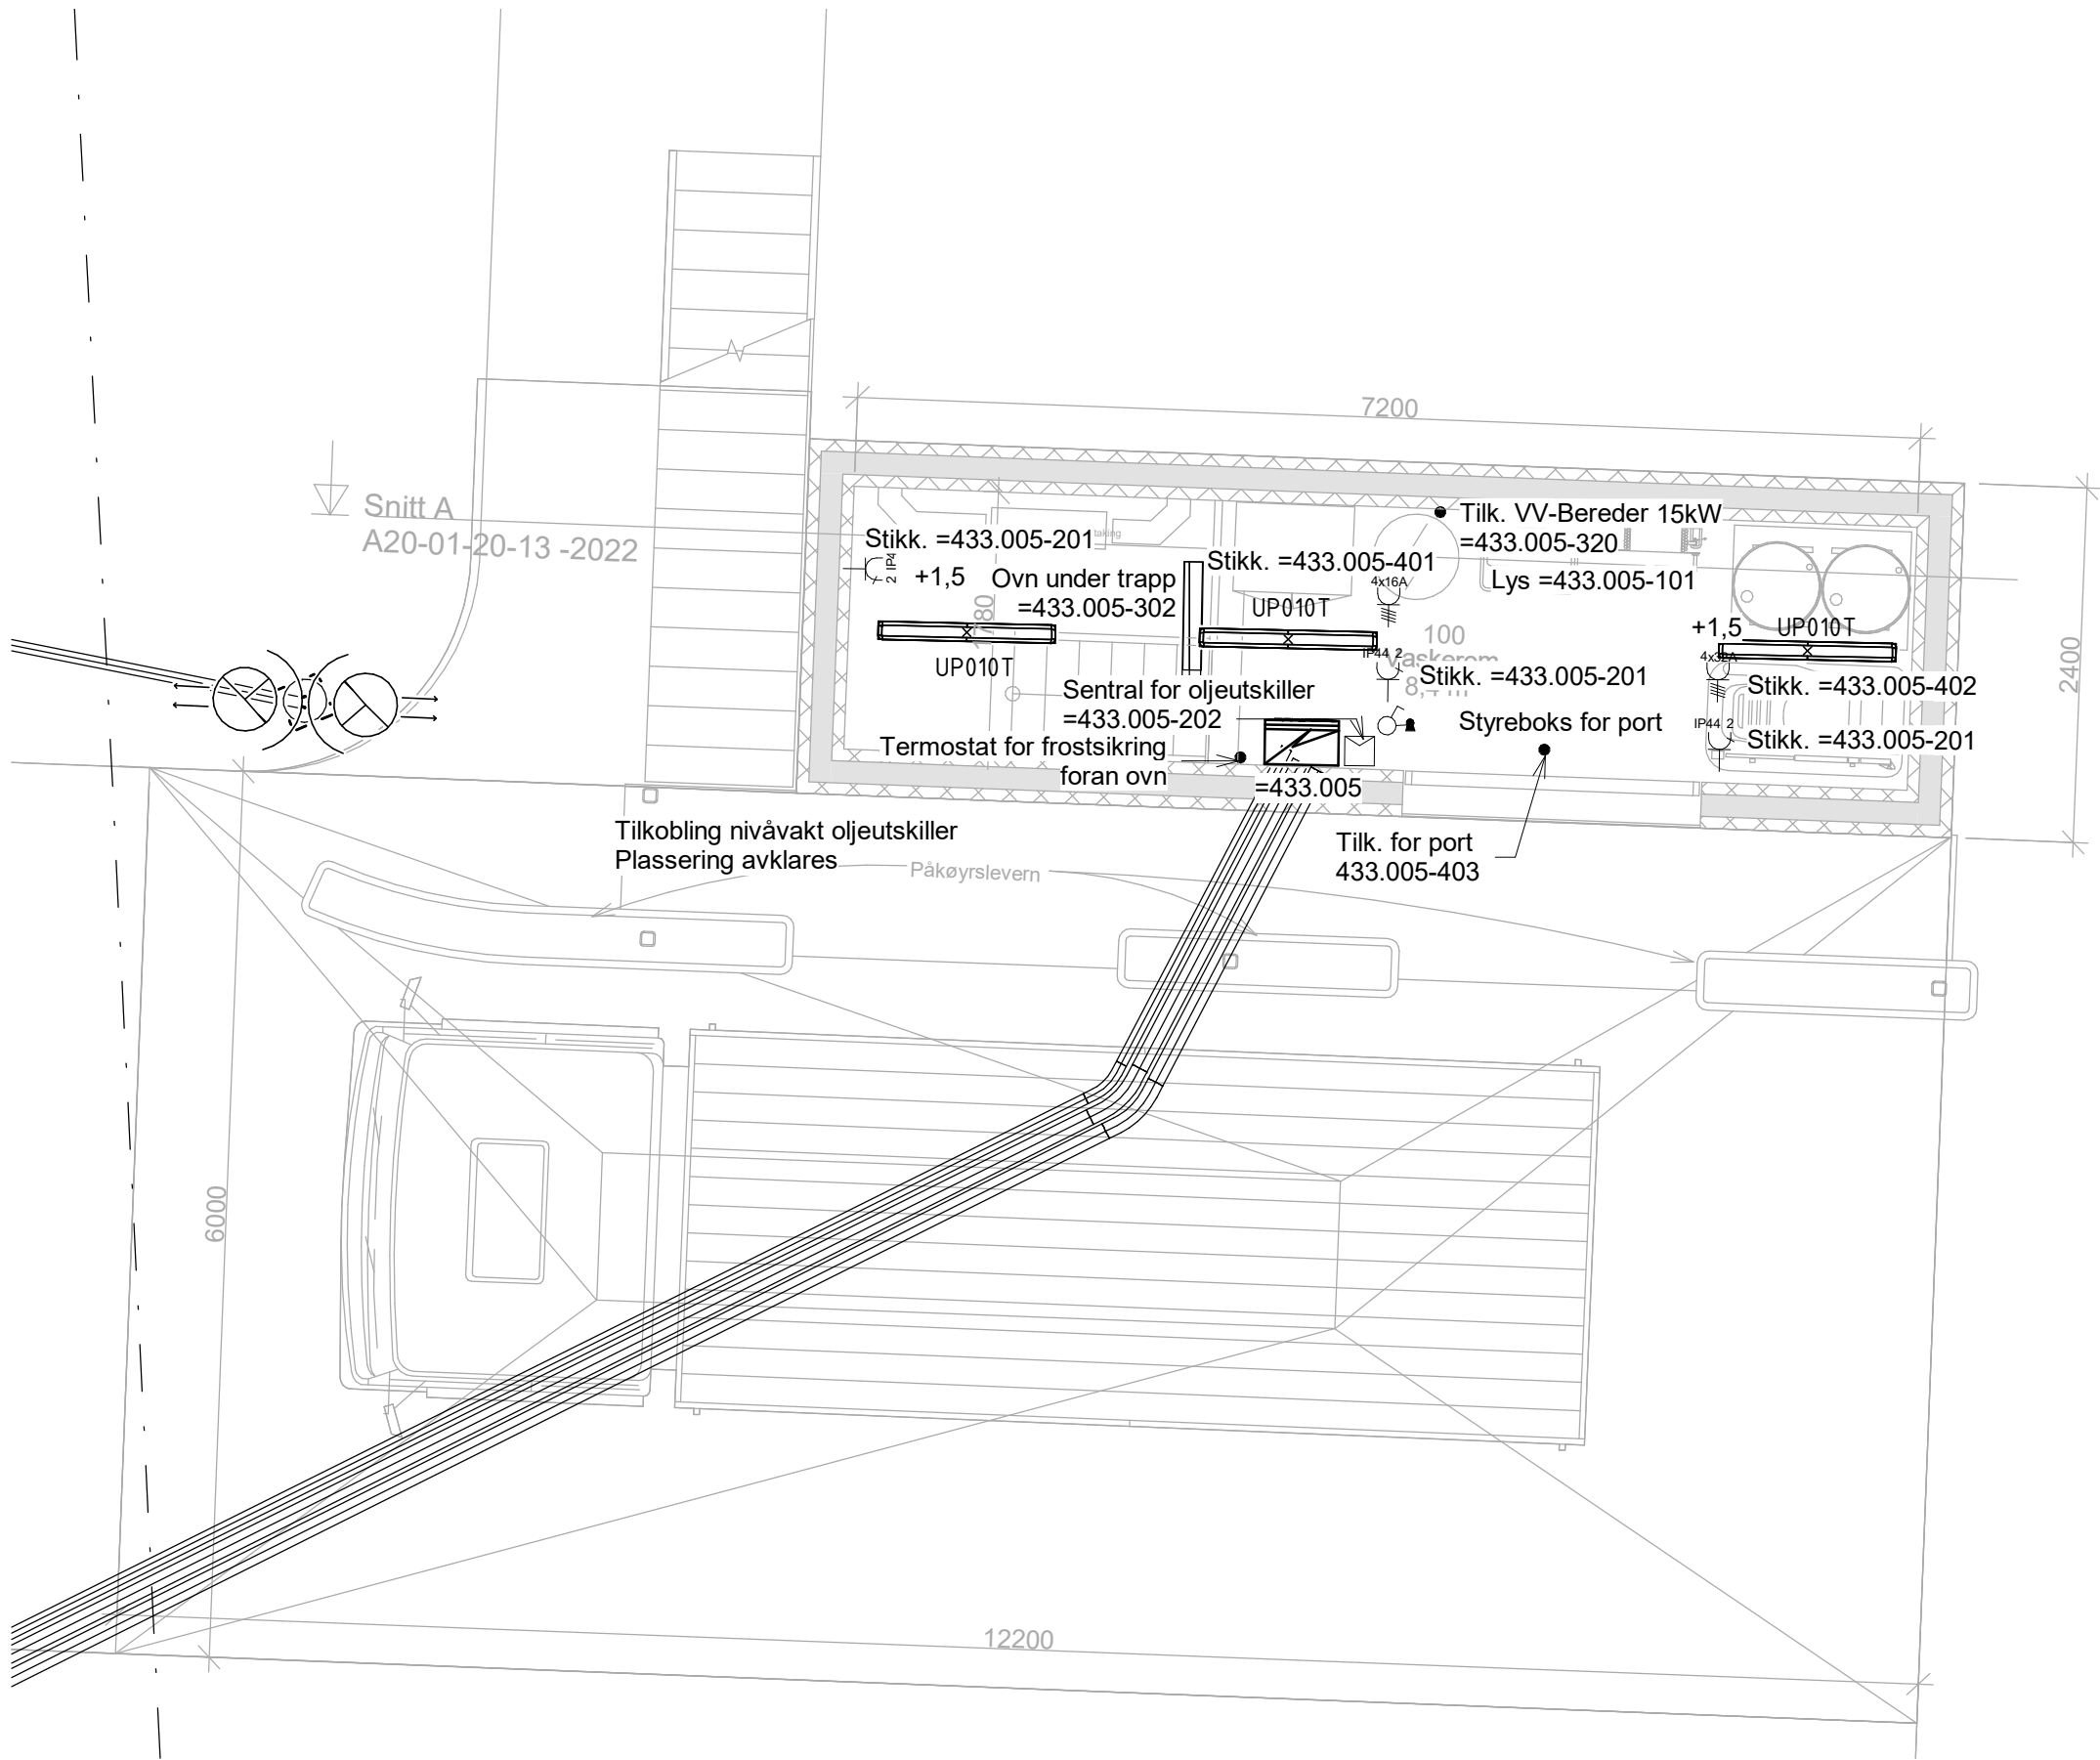 7200
Snitt A
A20-01-20-13 -2022
Tilk. VV-Bereder 15kW
=433.005-320
Stikk. =433.005-201
Stikk. =433.005-401
Lys =433.005-101
+1,5
2 IP4
Ovn under trapp
=433.005-302
4x16A
UP010T
100
+1,5
UP010T
UP010T
IP44 2
Vaskerom
4x32A
Stikk. =433.005-201
Stikk. =433.005-402
2400
Sentral for oljeutskiller
=433.005-202
Styreboks for port
IP44 2
Stikk. =433.005-201
Termostat for frostsikring
foran ovn
=433.005
Tilkobling nivåvakt oljeutskiller
Plassering avklares
Påkøyrslevern
Tilk. for port
433.005-403
6000
12200